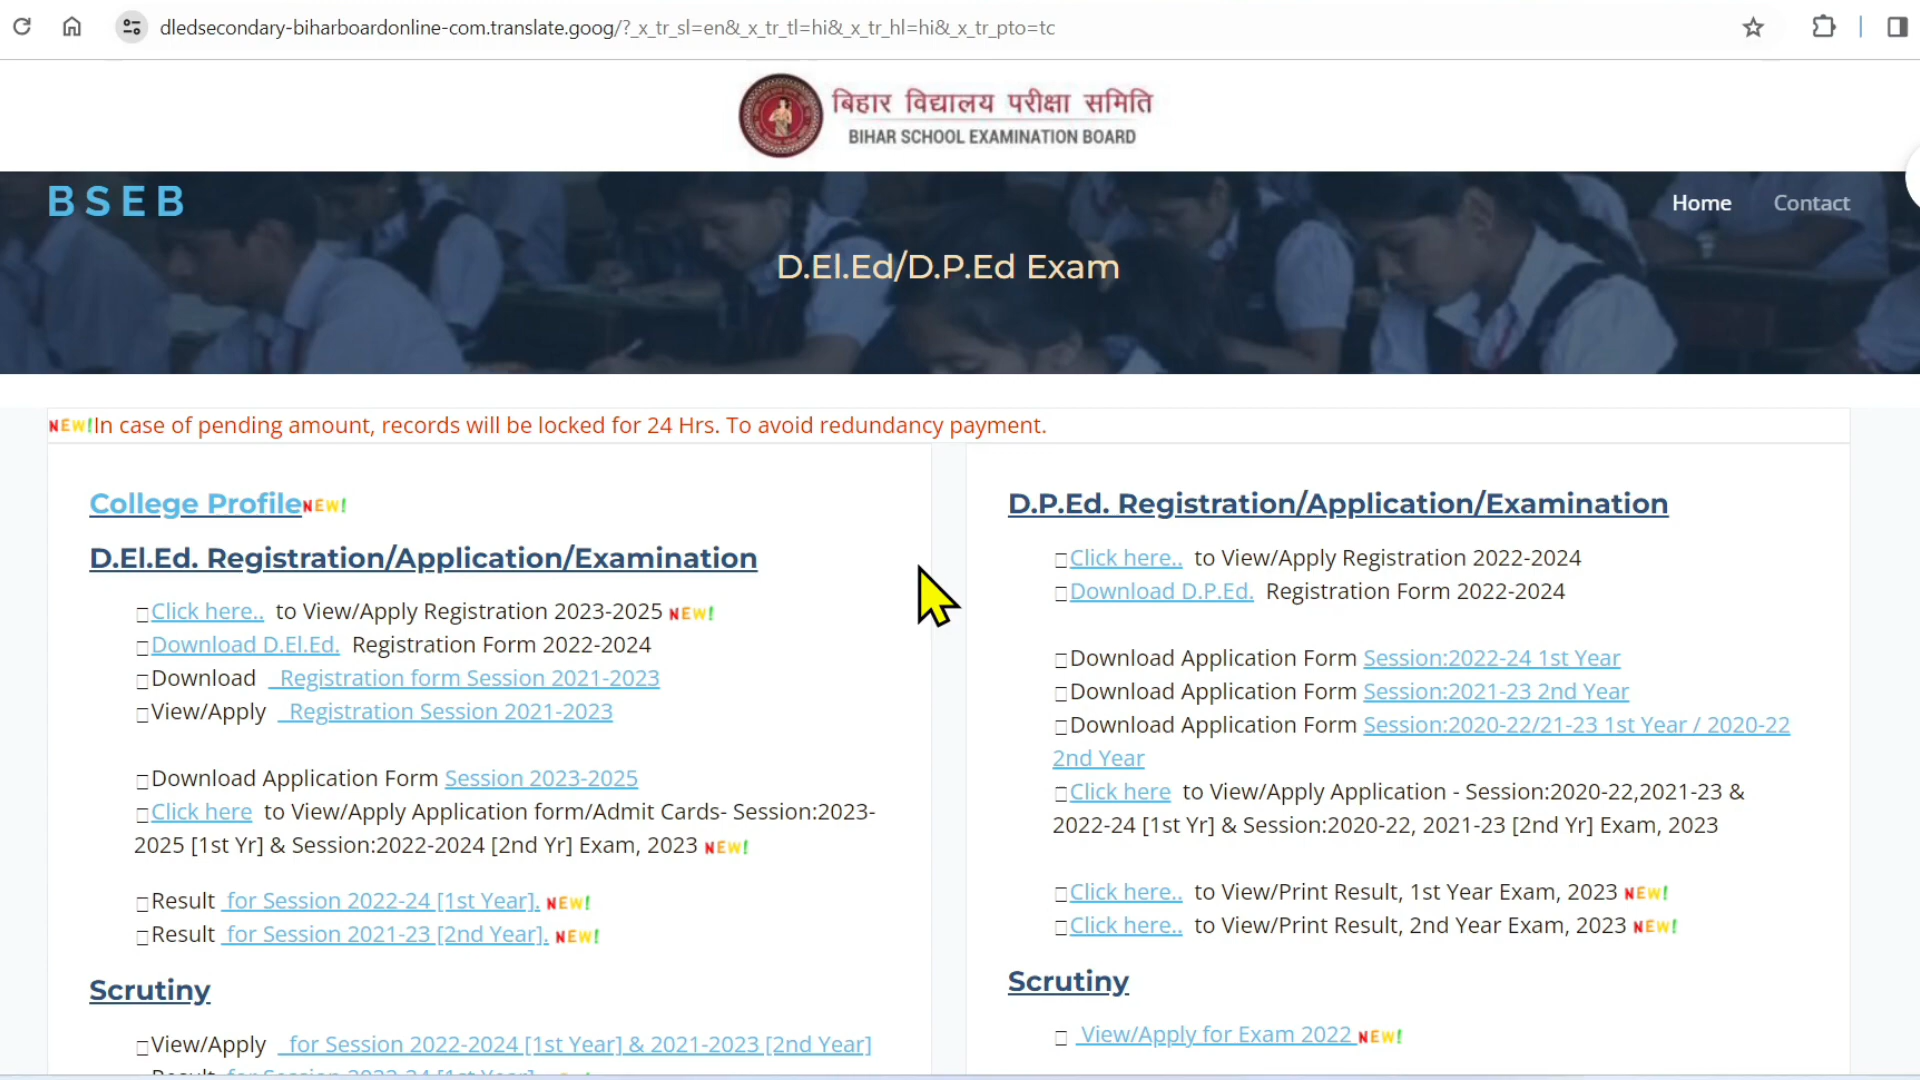 dledsecondary-biharboardonline-com.translate.goog/?_x_tr_sl=en&_x_tr_tl=hi&_x_tr_hl=hi&_x_tr_pto=tc
बिहार विद्यालय परीक्षा समिति
BIHAR SCHOOL EXAMINATION BOARD
BSEB
Home Contact
D.El.Ed/D.P.Ed Exam
NEW!In case of pending amount, records will be locked for 24 Hrs. To avoid redundancy payment.
College Profile NEW!
D.El.Ed. Registration/Application/Examination
Click here.. to View/Apply Registration 2023-2025 NEW!
Download D.El.Ed. Registration Form 2022-2024
Download Registration form Session 2021-2023
View/Apply Registration Session 2021-2023
Download Application Form Session 2023-2025
Click here to View/Apply Application form/Admit Cards- Session:2023-
2025 [1st Yr] & Session:2022-2024 [2nd Yr] Exam, 2023 NEW!
Result for Session 2022-24 [1st Year]. NEW!
Result for Session 2021-23 [2nd Year]. NEW!
Scrutiny
View/Apply for Session 2022-2024 [1st Year] & 2021-2023 [2nd Year]
Result for Session 2022-24 [1st Year]
D.P.Ed. Registration/Application/Examination
Click here.. to View/Apply Registration 2022-2024
Download D.P.Ed. Registration Form 2022-2024
Download Application Form Session:2022-24 1st Year
Download Application Form Session:2021-23 2nd Year
Download Application Form Session:2020-22/21-23 1st Year / 2020-22
2nd Year
Click here to View/Apply Application - Session:2020-22,2021-23 &
2022-24 [1st Yr] & Session:2020-22, 2021-23 [2nd Yr] Exam, 2023
Click here.. to View/Print Result, 1st Year Exam, 2023 NEW!
Click here.. to View/Print Result, 2nd Year Exam, 2023 NEW!
Scrutiny
View/Apply for Exam 2022 NEW!